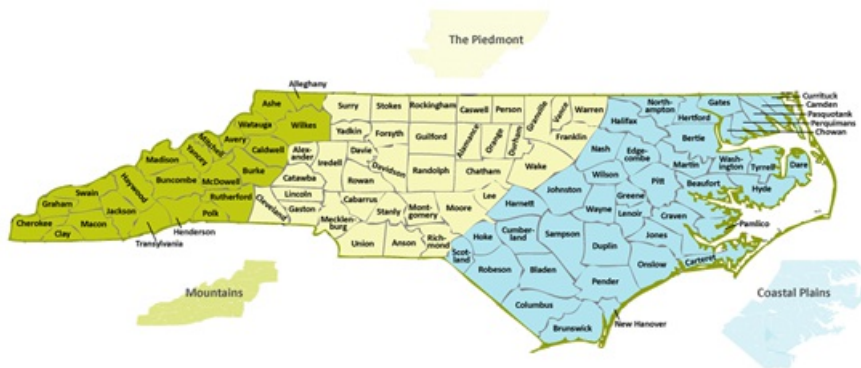 The Piedmont
Alleghany
Ashe
Surry
Stokes
Rockingham
Caswell
Person
Granville
Vance
Warren
North-
ampton
Gates
Currituck
Camden
Pasquotank
Perquimans
Chowan
Watauga
Wilkes
Yadkin
Forsyth
Guilford
Alamance
Orange
Durham
Franklin
Halifax
Hertford
Bertie
Mitchell
Avery
Yancey
Caldwell
Alex-
ander
Iredell
Davie
Davidson
Randolph
Chatham
Wake
Nash
Edge-
combe
Martin
Wash-
ington
Tyrrell
Dare
Madison
Buncombe
McDowell
Burke
Catawba
Rowan
Wilson
Pitt
Beaufort
Hyde
Haywood
Swain
Graham
Cherokee
Clay
Macon
Jackson
Transylvania
Henderson
Polk
Rutherford
Cleveland
Lincoln
Gaston
Mecklen-
burg
Cabarrus
Stanly
Mont-
gomery
Moore
Lee
Harnett
Johnston
Wayne
Greene
Lenoir
Craven
Pamlico
Union
Anson
Rich-
mond
Scot-
land
Hoke
Cumber-
land
Sampson
Duplin
Jones
Onslow
Carteret
Robeson
Bladen
Pender
Columbus
Brunswick
New Hanover
Mountains
Coastal Plains